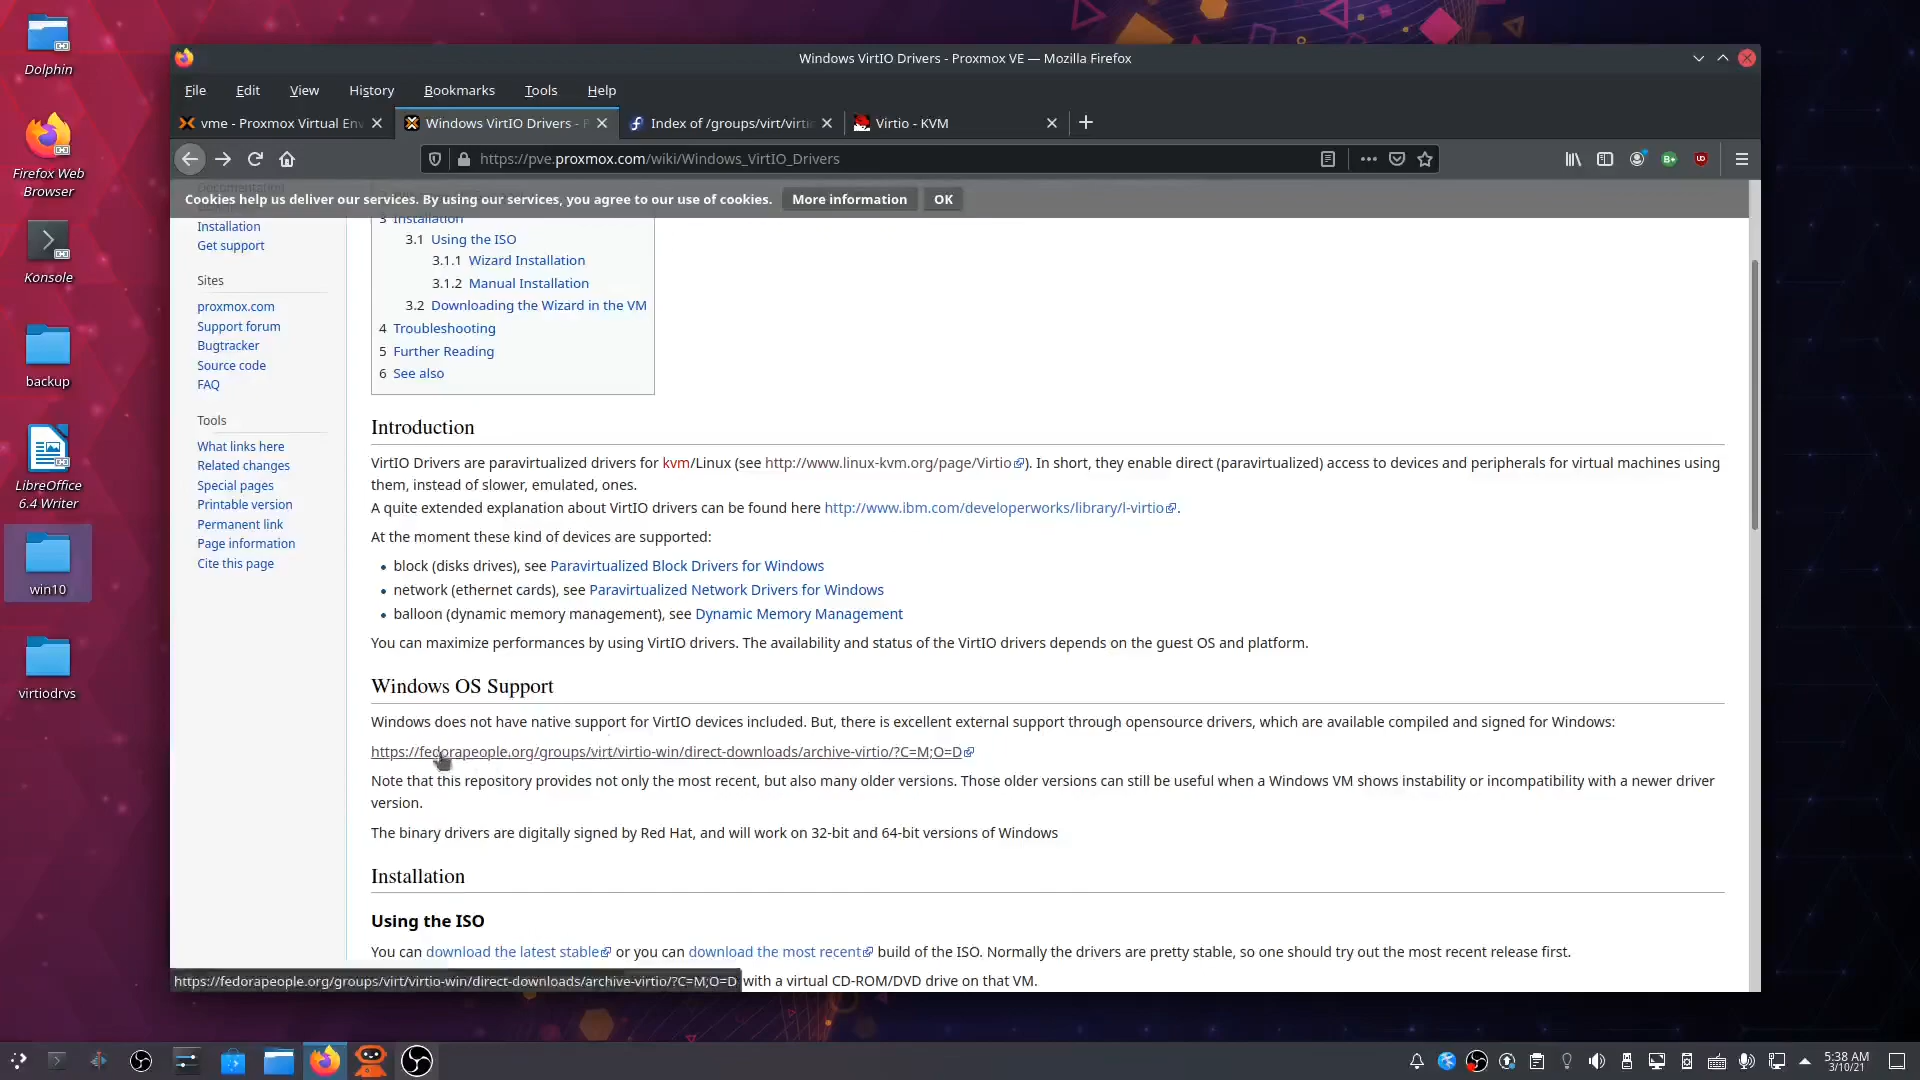 Dolphin
Firefox Web
Browser
Konsole
backup
LibreOffice
6.4 Writer
win10
virtiodrvs
Windows VirtIO Drivers - Proxmox VE — Mozilla Firefox
File Edit View History Bookmarks Tools Help
vme - Proxmox Virtual Env
Windows VirtIO Drivers - P
Index of /groups/virt/virtio
Virtio - KVM
https://pve.proxmox.com/wiki/Windows_VirtIO_Drivers
Cookies help us deliver our services. By using our services, you agree to our use of cookies. More information OK
Documentation
Installation
Get support
Sites
proxmox.com
Support forum
Bugtracker
Source code
FAQ
Tools
What links here
Related changes
Special pages
Printable version
Permanent link
Page information
Cite this page
3 Installation
3.1 Using the ISO
3.1.1 Wizard Installation
3.1.2 Manual Installation
3.2 Downloading the Wizard in the VM
4 Troubleshooting
5 Further Reading
6 See also
Introduction
VirtIO Drivers are paravirtualized drivers for kvm/Linux (see http://www.linux-kvm.org/page/Virtio). In short, they enable direct (paravirtualized) access to devices and peripherals for virtual machines using
them, instead of slower, emulated, ones.
A quite extended explanation about VirtIO drivers can be found here http://www.ibm.com/developerworks/library/l-virtio.
At the moment these kind of devices are supported:
• block (disks drives), see Paravirtualized Block Drivers for Windows
• network (ethernet cards), see Paravirtualized Network Drivers for Windows
• balloon (dynamic memory management), see Dynamic Memory Management
You can maximize performances by using VirtIO drivers. The availability and status of the VirtIO drivers depends on the guest OS and platform.
Windows OS Support
Windows does not have native support for VirtIO devices included. But, there is excellent external support through opensource drivers, which are available compiled and signed for Windows:
https://fedorapeople.org/groups/virt/virtio-win/direct-downloads/archive-virtio/?C=M;O=D
Note that this repository provides not only the most recent, but also many older versions. Those older versions can still be useful when a Windows VM shows instability or incompatibility with a newer driver
version.
The binary drivers are digitally signed by Red Hat, and will work on 32-bit and 64-bit versions of Windows
Installation
Using the ISO
You can download the latest stable or you can download the most recent build of the ISO. Normally the drivers are pretty stable, so one should try out the most recent release first.
https://fedorapeople.org/groups/virt/virtio-win/direct-downloads/archive-virtio/?C=M;O=D with a virtual CD-ROM/DVD drive on that VM.
5:38 AM
3/10/21